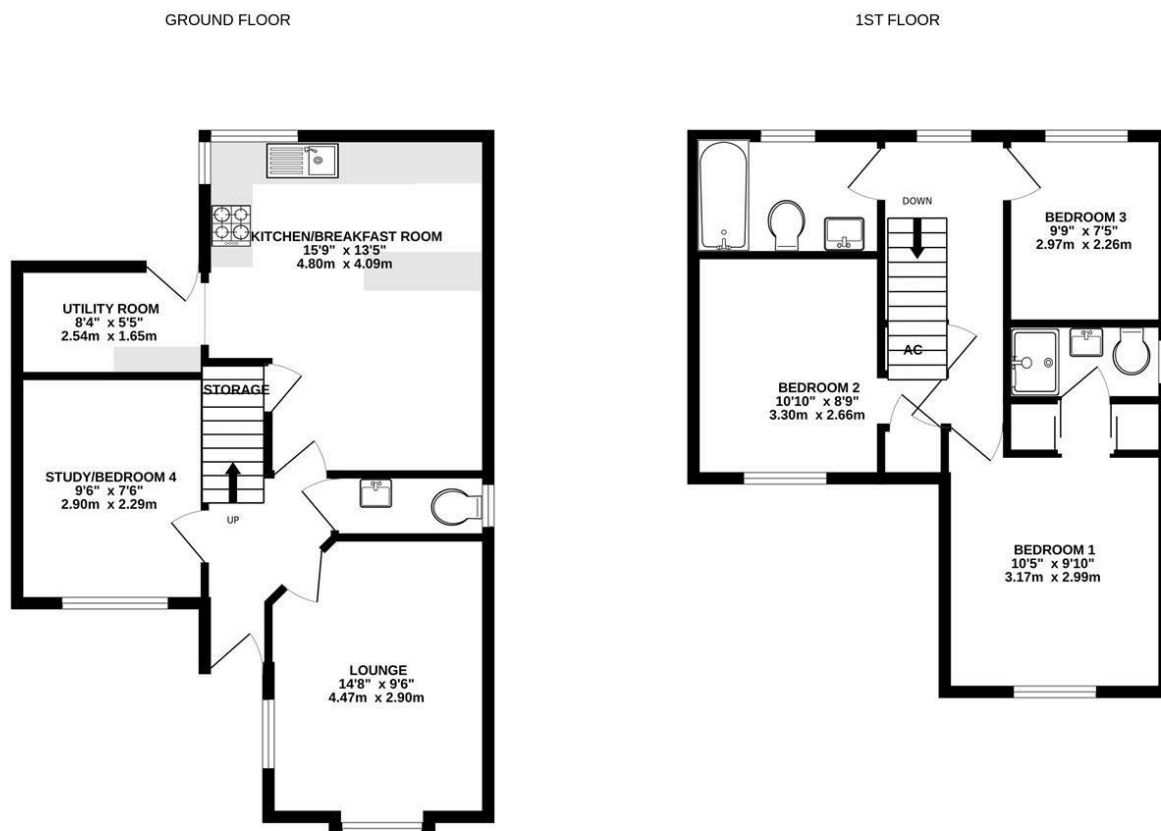 GROUND FLOOR
KITCHEN/BREAKFAST ROOM
15'9" x 13'5"
4.80m x 4.09m
UTILITY ROOM
8'4" x 5'5"
2.54m x 1.65m
STORAGE
STUDY/BEDROOM 4
9'6" x 7'6"
2.90m x 2.29m
UP
LOUNGE
14'8" x 9'6"
4.47m x 2.90m
1ST FLOOR
DOWN
BEDROOM 3
9'9" x 7'5"
2.97m x 2.26m
AC
BEDROOM 2
10'10" x 8'9"
3.30m x 2.66m
BEDROOM 1
10'5" x 9'10"
3.17m x 2.99m